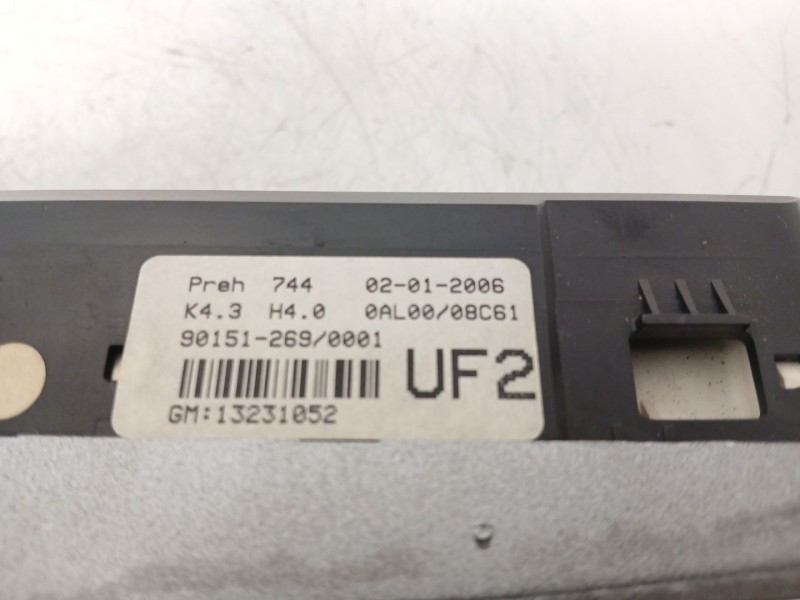 Preh 744 02-01-2006
K4.3 H4.0 0AL00/08C61
90151-269/0001
UF2
GM:13231052